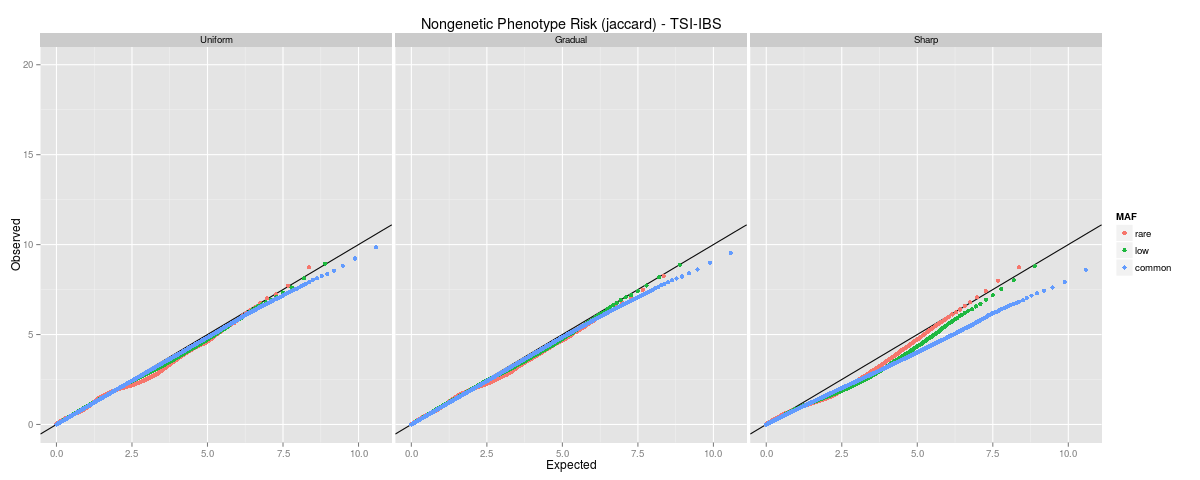 Nongenetic Phenotype Risk (jaccard) - TSI-IBS
Uniform
Gradual
Sharp
20
15
10
5
0
Observed
0.0 2.5 5.0 7.5 10.0
0.0 2.5 5.0 7.5 10.0
0.0 2.5 5.0 7.5 10.0
Expected
MAF
rare
low
common